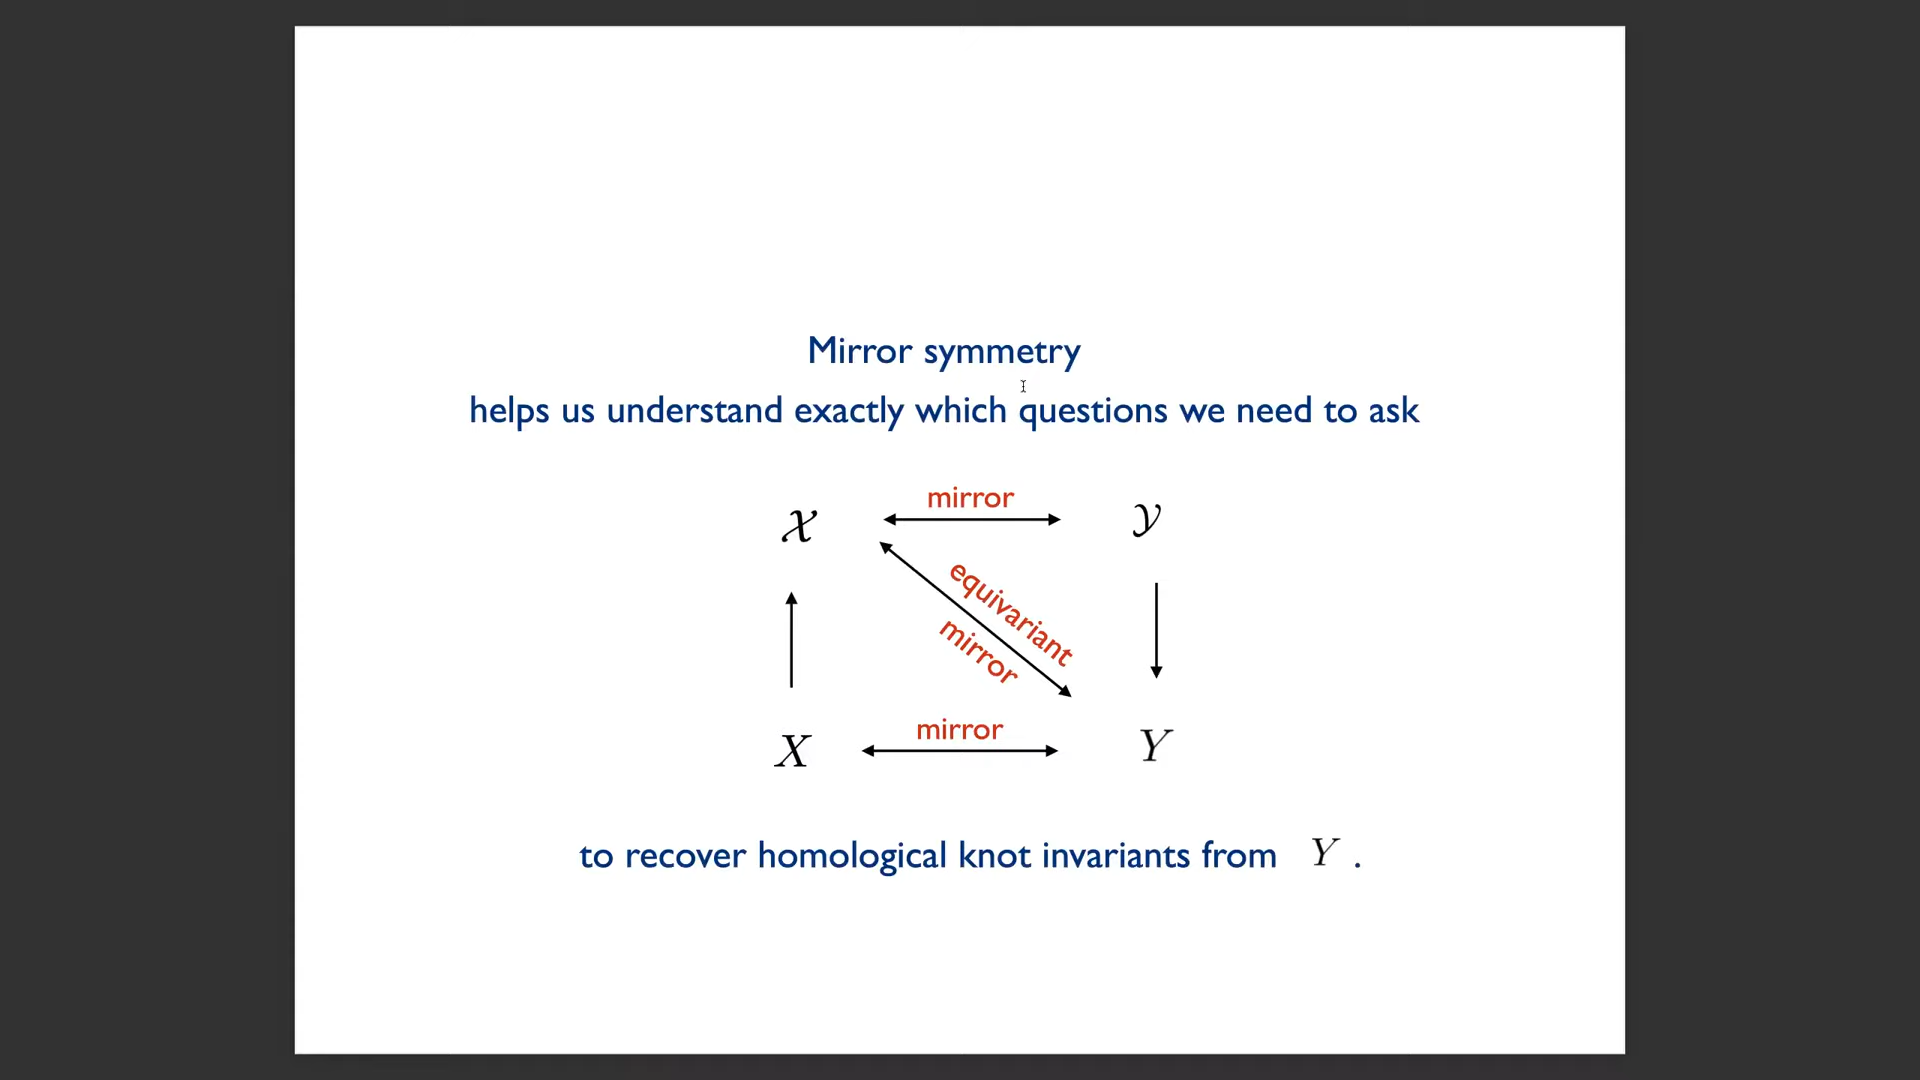 Mirror symmetry
helps us understand exactly which questions we need to ask
mirror
𝒳
𝒴
equivariant
mirror
mirror
X
Y
to recover homological knot invariants from Y .